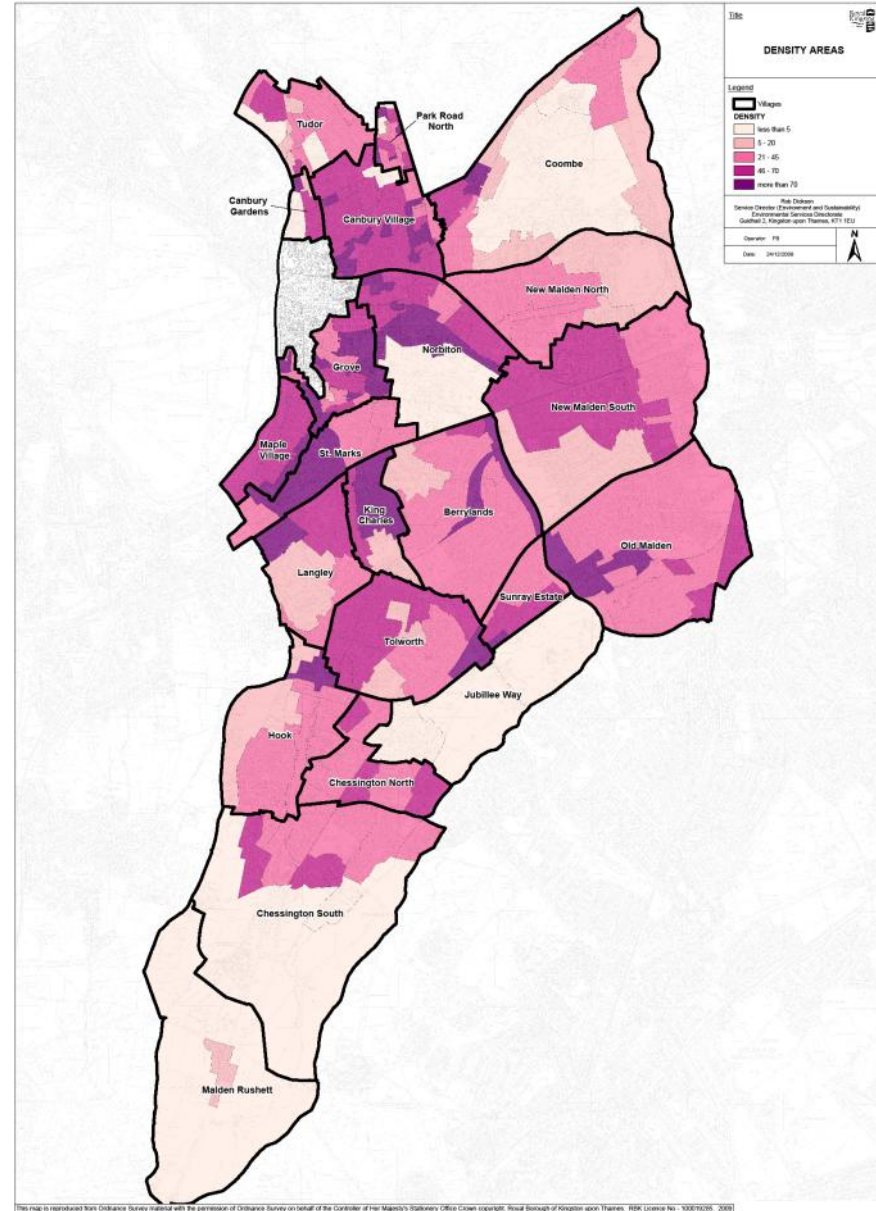 Title
DENSITY AREAS
Legend
Villages
DENSITY
less than 5
5 - 20
21 - 45
46 - 70
more than 70
Rob Dickson
Service Director (Environment and Sustainability)
Environmental Services Directorate
Guildhall 2, Kingston upon Thames, KT1 1EU
Operator: FB
Date: 24/12/2009
N
Tudor
Park Road
North
Coombe
Canbury
Gardens
Canbury Village
New Malden North
Norbiton
Grove
New Malden South
Maple
Village
St. Marks
King
Charles
Berrylands
Old Malden
Langley
Sunray Estate
Tolworth
Jubillee Way
Hook
Chessington North
Chessington South
Malden Rushett
This map is reproduced from Ordnance Survey material with the permission of Ordnance Survey on behalf of the Controller of Her Majesty's Stationery Office Crown copyright. Royal Borough of Kingston upon Thames. RBK Licence No - 100019285. 2009